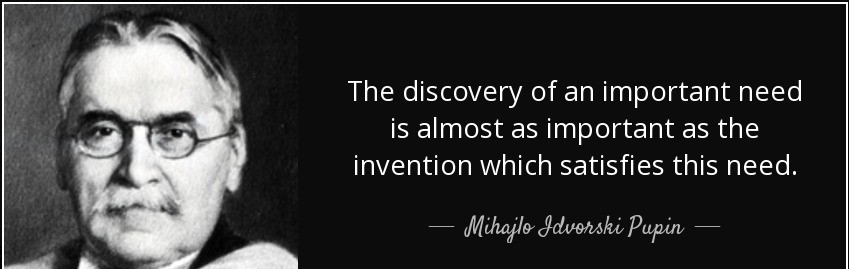 The discovery of an important need
is almost as important as the
invention which satisfies this need.
— Mihajlo Idvorski Pupin —